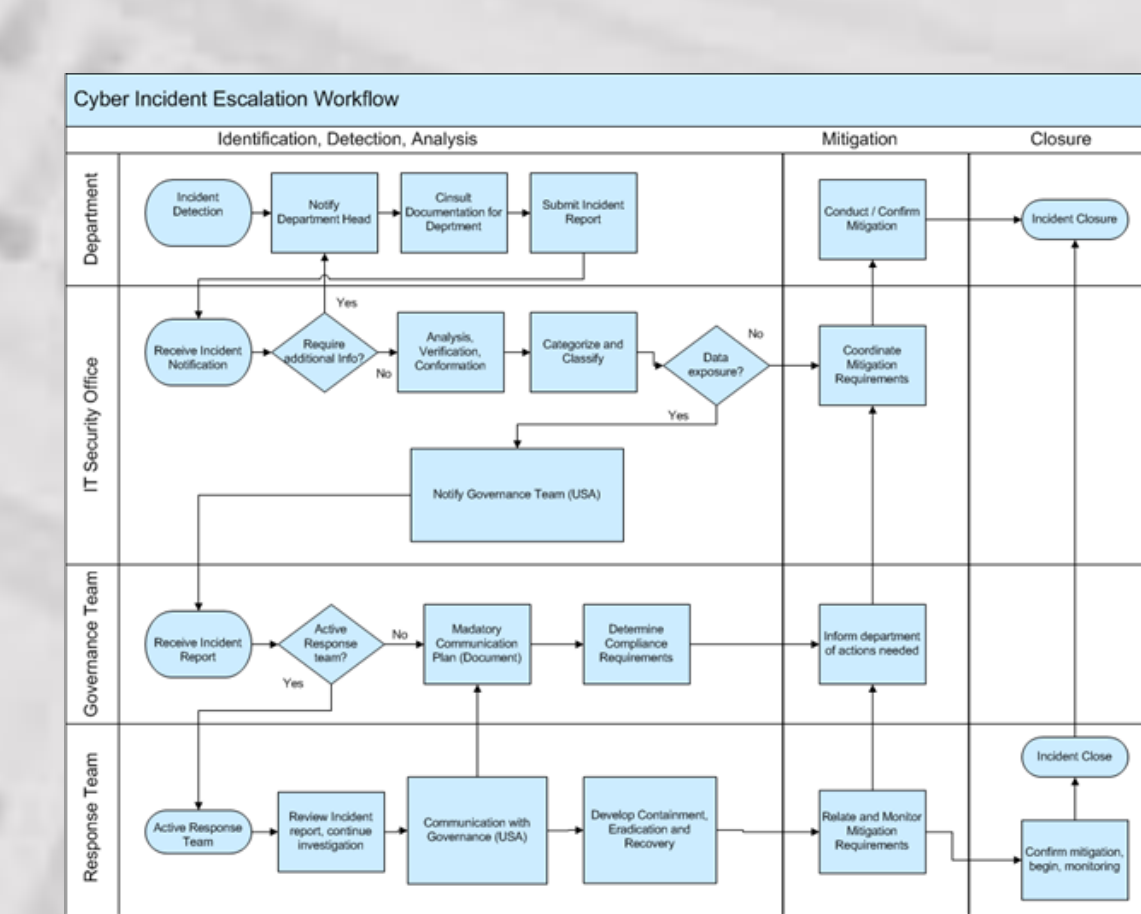 Cyber Incident Escalation Workflow
Identification, Detection, Analysis
Mitigation
Closure
Department
Incident
Detection
Notify
Department Head
Cinsult
Documentation for
Deprtment
Submit Incident
Report
Conduct / Confirm
Mitigation
Incident Closure
IT Security Office
Receive Incident
Notification
Yes
Require
additional Info?
No
Analysis,
Verification,
Conformation
Categorize and
Classify
Data
exposure?
No
Yes
Coordinate
Mitigation
Requirements
Notify Governance Team (USA)
Governance Team
Receive Incident
Report
Active
Response
team?
No
Yes
Madatory
Communication
Plan (Document)
Determine
Compliance
Requirements
Inform department
of actions needed
Response Team
Active Response
Team
Review Incident
report, continue
investigation
Communication with
Governance (USA)
Develop Containment,
Eradication and
Recovery
Relate and Monitor
Mitigation
Requirements
Incident Close
Confirm mitigation,
begin, monitoring